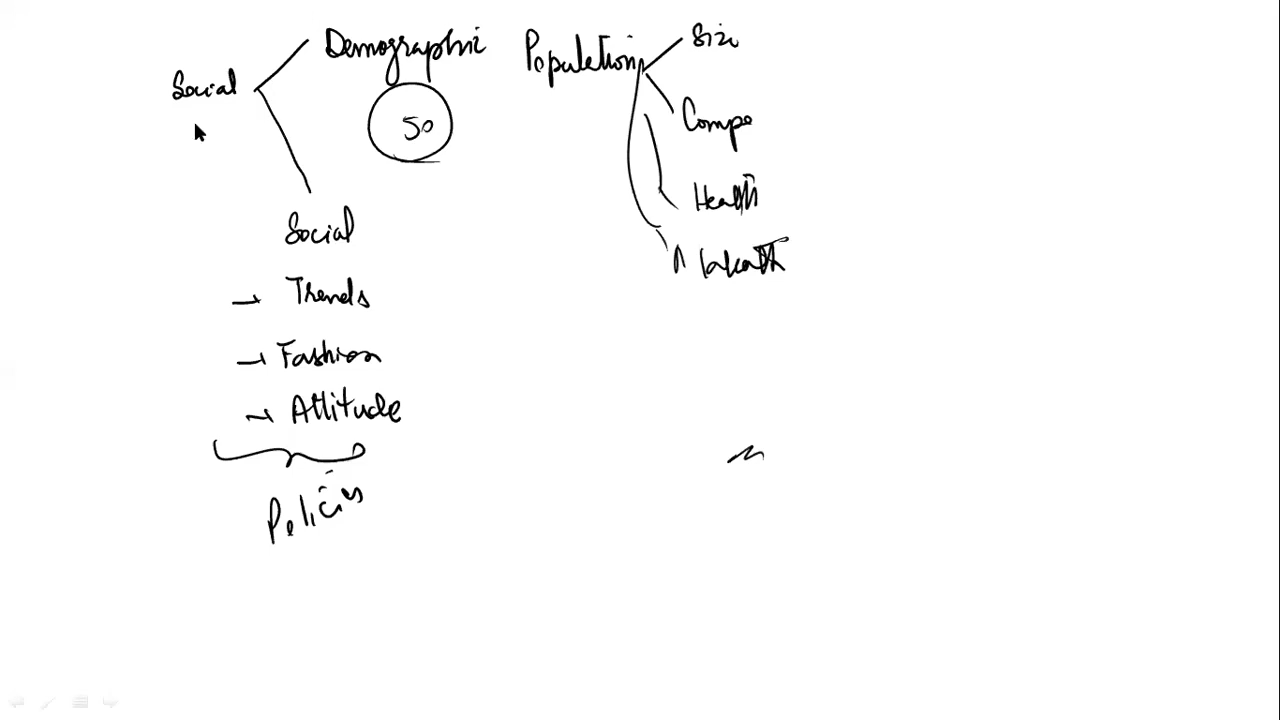 Social
Demographic
50
Population
Size
Compo
Health
Social
Trends
Fashion
Attitude
Policies